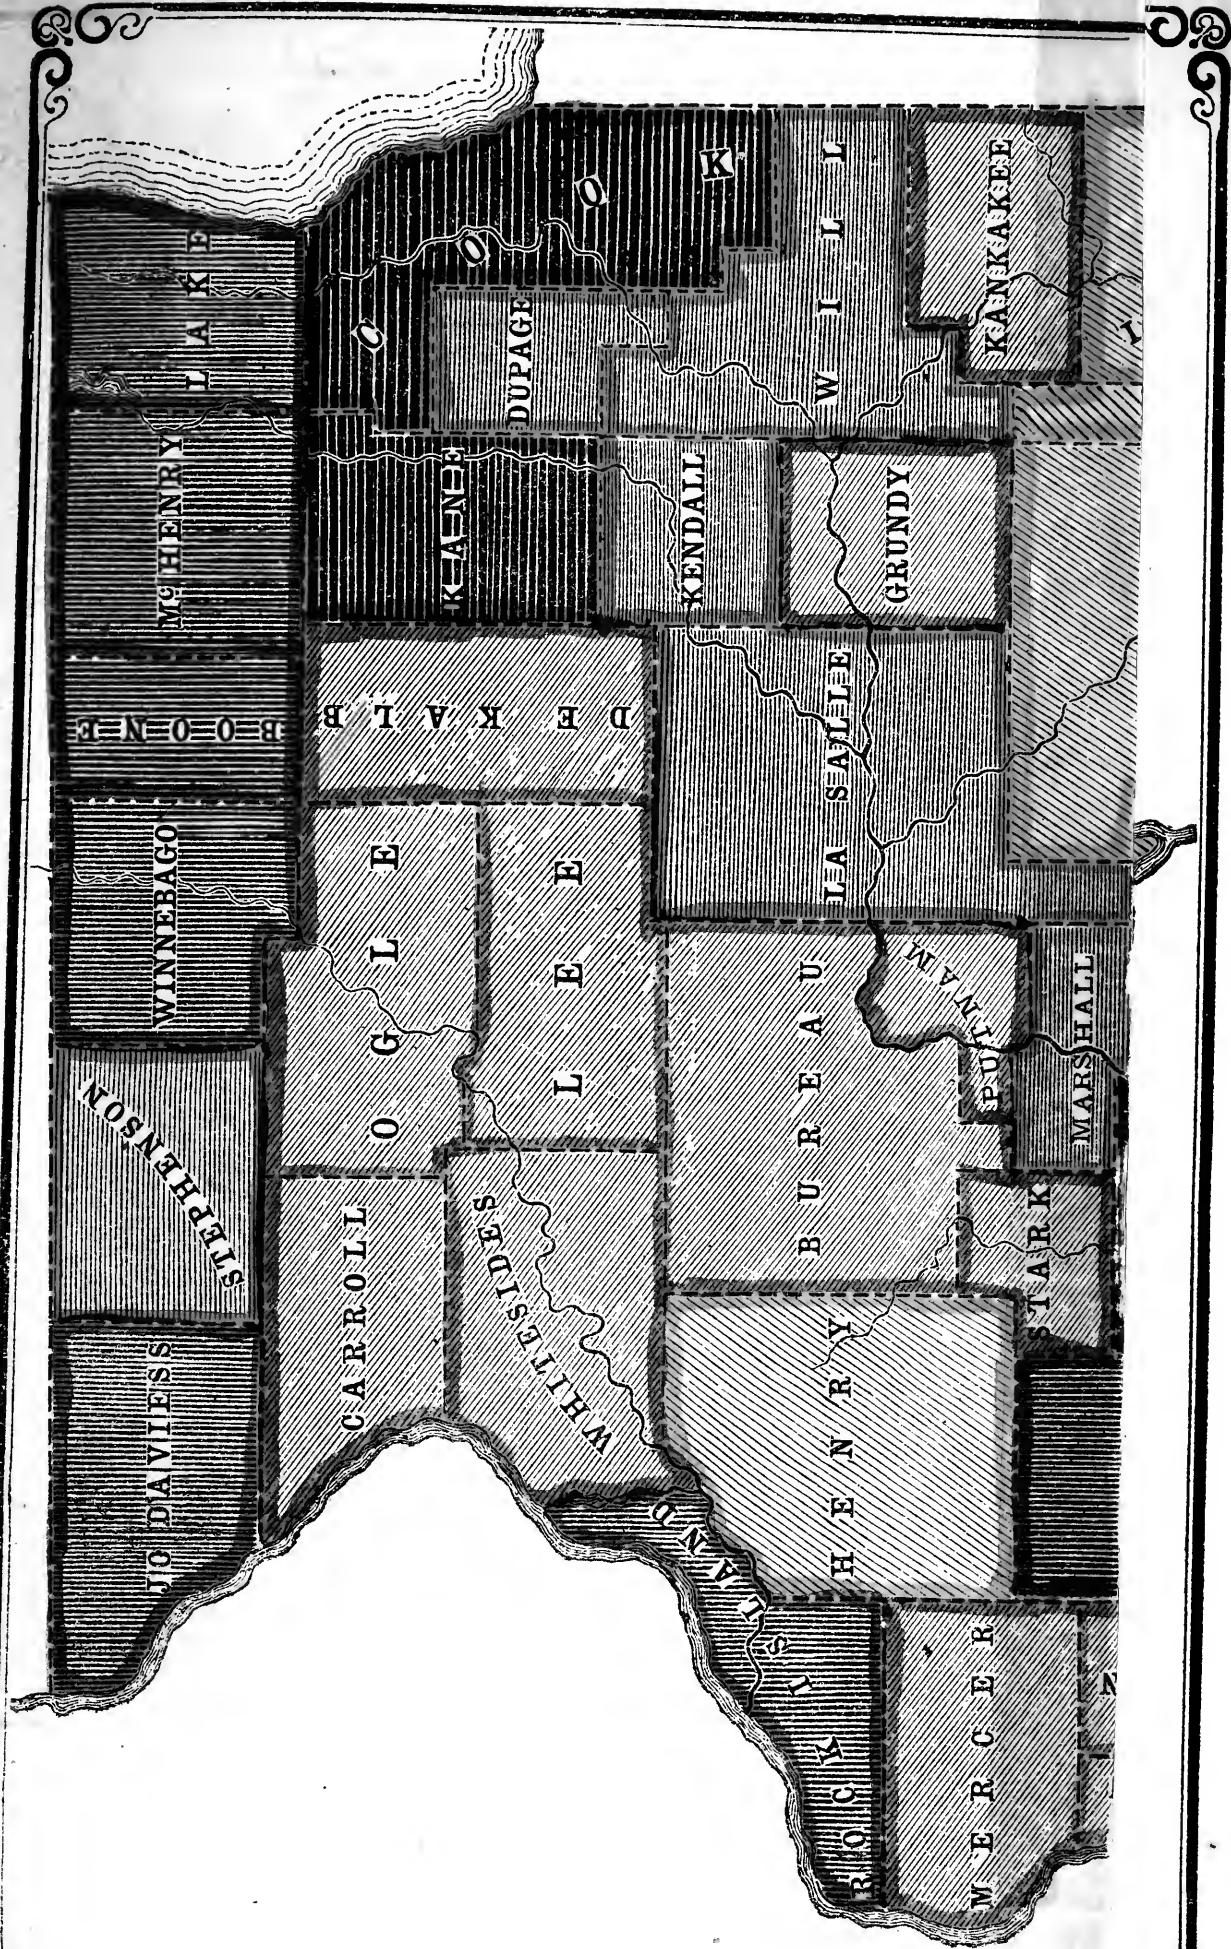 JO DAVIESS
STEPHENSON
WINNEBAGO
BOONE
McHENRY
LAKE
CARROLL
OGLE
DE KALB
KANE
COOOK
WHITESIDES
LEE
DUPAGE
ROCK ISLAND
HENRY
BUREAU
LA SALLE
KENDALL
WILL
GRUNDY
PUTNAM
MERCER
STARK
MARSHALL
KANKAKEE
N
I